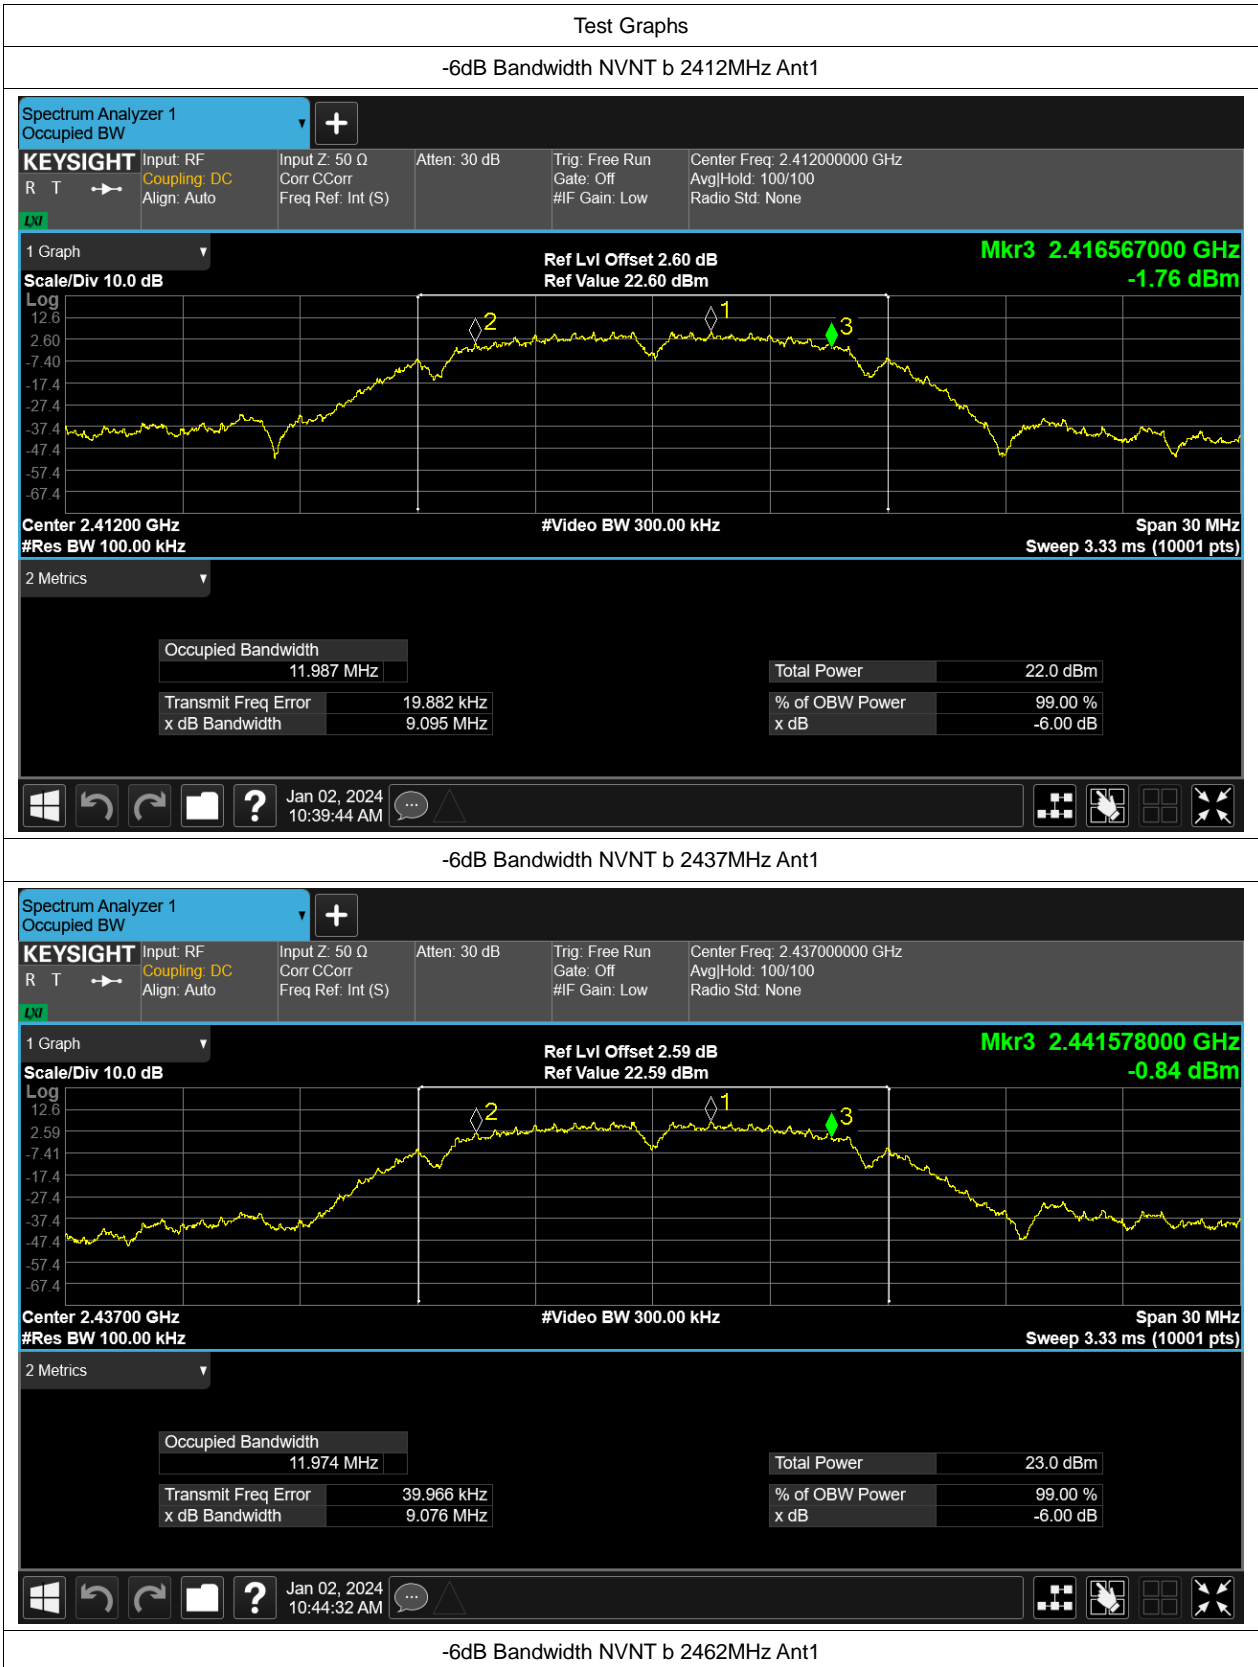 Test Graphs
-6dB Bandwidth NVNT b 2412MHz Ant1
Spectrum Analyzer 1
Occupied BW
KEYSIGHT Input: RF Input Z: 50 Ω Atten: 30 dB Trig: Free Run Center Freq: 2.412000000 GHz
R T Coupling: DC Corr CCorr Gate: Off Avg|Hold: 100/100
Align: Auto Freq Ref: Int (S) #IF Gain: Low Radio Std: None
LXI
1 Graph Ref Lvl Offset 2.60 dB Mkr3 2.416567000 GHz
Scale/Div 10.0 dB Ref Value 22.60 dBm -1.76 dBm
Log
12.6
2.60
-7.40
-17.4
-27.4
-37.4
-47.4
-57.4
-67.4
2 1 3
Center 2.41200 GHz #Video BW 300.00 kHz Span 30 MHz
#Res BW 100.00 kHz Sweep 3.33 ms (10001 pts)
2 Metrics
Occupied Bandwidth
11.987 MHz Total Power 22.0 dBm
Transmit Freq Error 19.882 kHz % of OBW Power 99.00 %
x dB Bandwidth 9.095 MHz x dB -6.00 dB
Jan 02, 2024
10:39:44 AM
-6dB Bandwidth NVNT b 2437MHz Ant1
Spectrum Analyzer 1
Occupied BW
KEYSIGHT Input: RF Input Z: 50 Ω Atten: 30 dB Trig: Free Run Center Freq: 2.437000000 GHz
R T Coupling: DC Corr CCorr Gate: Off Avg|Hold: 100/100
Align: Auto Freq Ref: Int (S) #IF Gain: Low Radio Std: None
LXI
1 Graph Ref Lvl Offset 2.59 dB Mkr3 2.441578000 GHz
Scale/Div 10.0 dB Ref Value 22.59 dBm -0.84 dBm
Log
12.6
2.59
-7.41
-17.4
-27.4
-37.4
-47.4
-57.4
-67.4
2 1 3
Center 2.43700 GHz #Video BW 300.00 kHz Span 30 MHz
#Res BW 100.00 kHz Sweep 3.33 ms (10001 pts)
2 Metrics
Occupied Bandwidth
11.974 MHz Total Power 23.0 dBm
Transmit Freq Error 39.966 kHz % of OBW Power 99.00 %
x dB Bandwidth 9.076 MHz x dB -6.00 dB
Jan 02, 2024
10:44:32 AM
-6dB Bandwidth NVNT b 2462MHz Ant1